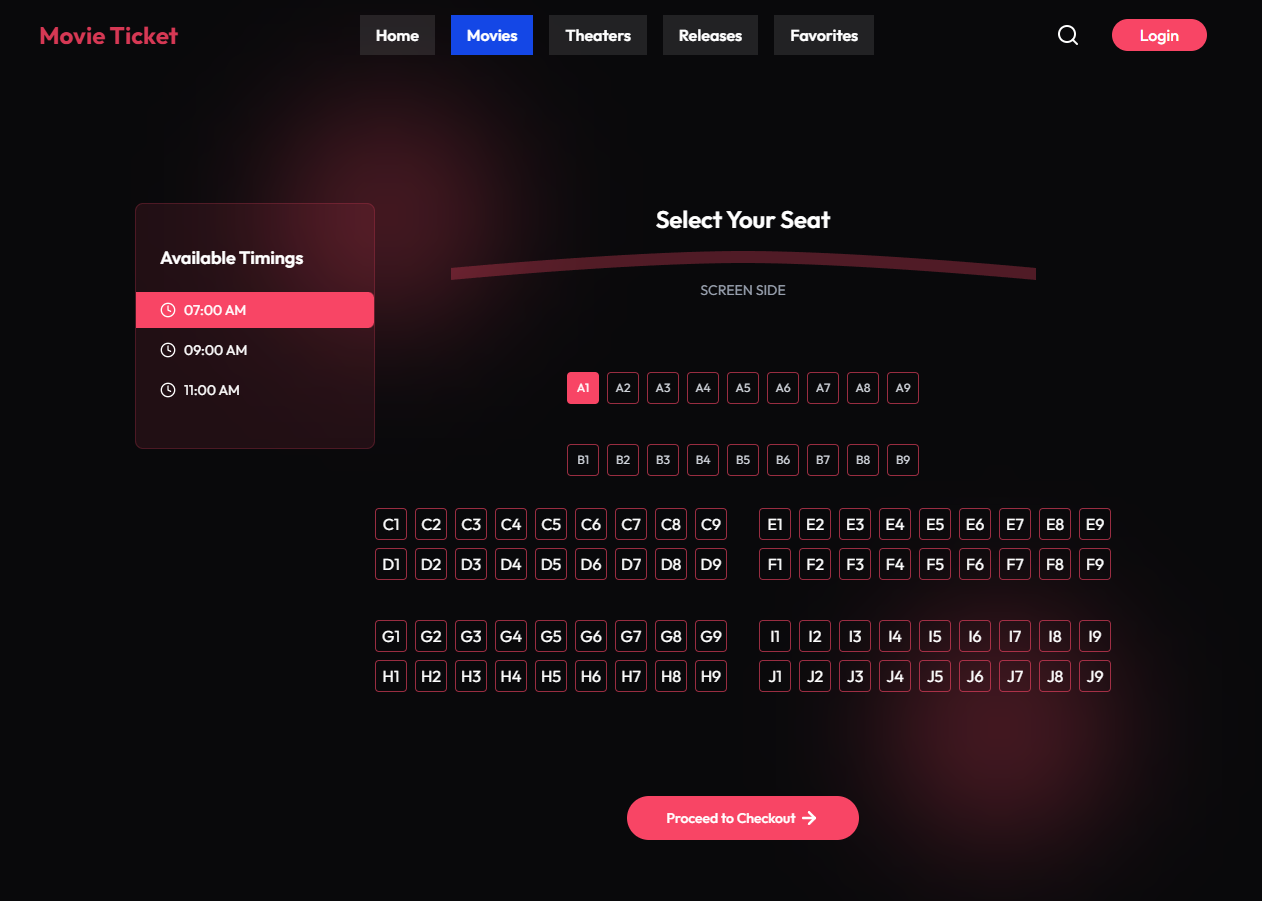 Movie Ticket Home Movies Theaters Releases Favorites Login
Select Your Seat
SCREEN SIDE
Available Timings
07:00 AM
09:00 AM
11:00 AM
A1 A2 A3 A4 A5 A6 A7 A8 A9
B1 B2 B3 B4 B5 B6 B7 B8 B9
C1 C2 C3 C4 C5 C6 C7 C8 C9 E1 E2 E3 E4 E5 E6 E7 E8 E9
D1 D2 D3 D4 D5 D6 D7 D8 D9 F1 F2 F3 F4 F5 F6 F7 F8 F9
G1 G2 G3 G4 G5 G6 G7 G8 G9 I1 I2 I3 I4 I5 I6 I7 I8 I9
H1 H2 H3 H4 H5 H6 H7 H8 H9 J1 J2 J3 J4 J5 J6 J7 J8 J9
Proceed to Checkout